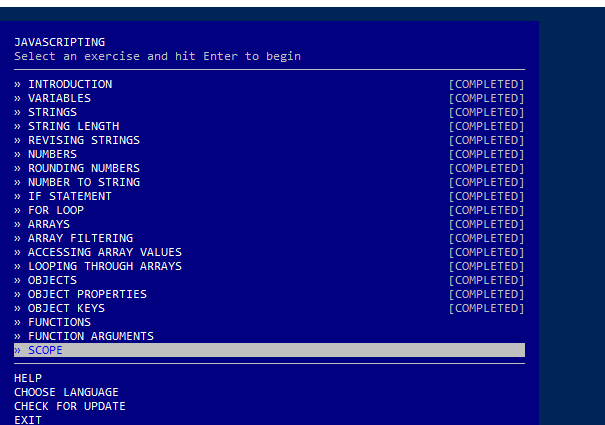 JAVASCRIPTING
Select an exercise and hit Enter to begin
» INTRODUCTION [COMPLETED]
» VARIABLES [COMPLETED]
» STRINGS [COMPLETED]
» STRING LENGTH [COMPLETED]
» REVISING STRINGS [COMPLETED]
» NUMBERS [COMPLETED]
» ROUNDING NUMBERS [COMPLETED]
» NUMBER TO STRING [COMPLETED]
» IF STATEMENT [COMPLETED]
» FOR LOOP [COMPLETED]
» ARRAYS [COMPLETED]
» ARRAY FILTERING [COMPLETED]
» ACCESSING ARRAY VALUES [COMPLETED]
» LOOPING THROUGH ARRAYS [COMPLETED]
» OBJECTS [COMPLETED]
» OBJECT PROPERTIES [COMPLETED]
» OBJECT KEYS [COMPLETED]
» FUNCTIONS
» FUNCTION ARGUMENTS
» SCOPE
HELP
CHOOSE LANGUAGE
CHECK FOR UPDATE
EXIT